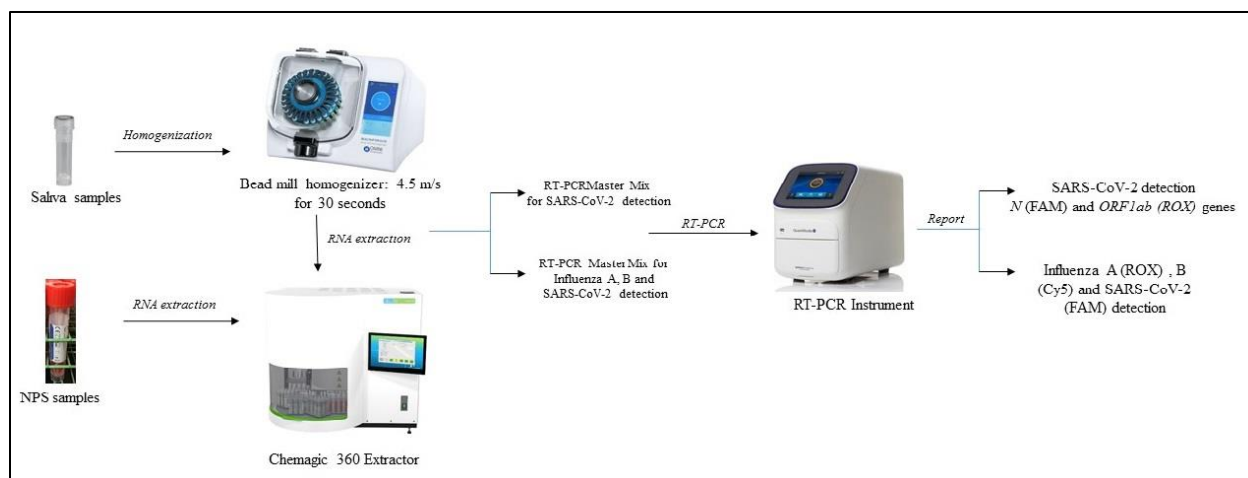 Homogenization
Saliva samples
Bead mill homogenizer: 4.5 m/s
for 30 seconds
RNA extraction
RNA extraction
NPS samples
Chemagic 360 Extractor
RT-PCRMaster Mix
for SARS-CoV-2 detection
RT-PCR MasterMix for
Influenza A, B and
SARS-CoV-2 detection
RT-PCR
RT-PCR Instrument
Report
SARS-CoV-2 detection
N (FAM) and ORF1ab (ROX) genes
Influenza A (ROX) , B
(Cy5) and SARS-CoV-2
(FAM) detection